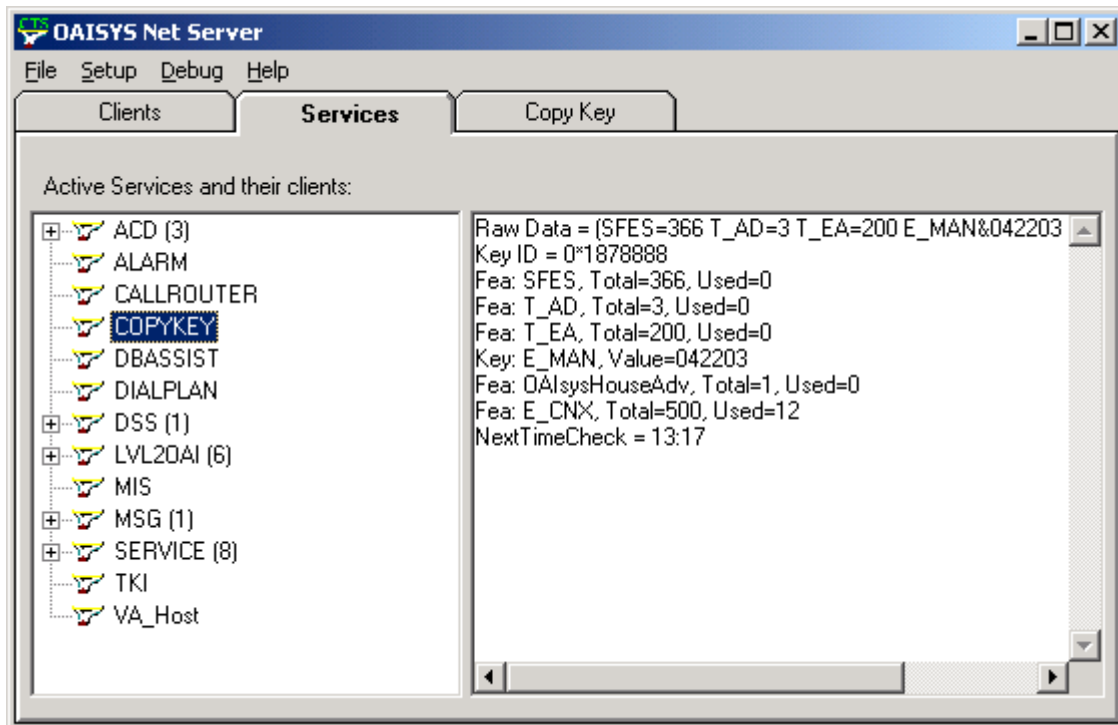 CTS
OAISYS Net Server
File Setup Debug Help
Clients Services Copy Key
Active Services and their clients:
ACD (3)
ALARM
CALLROUTER
COPYKEY
DBASSIST
DIALPLAN
DSS (1)
LVL2OAI (6)
MIS
MSG (1)
SERVICE (8)
TKI
VA_Host
Raw Data = (SFES=366 T_AD=3 T_EA=200 E_MAN&042203
Key ID = 0*1878888
Fea: SFES, Total=366, Used=0
Fea: T_AD, Total=3, Used=0
Fea: T_EA, Total=200, Used=0
Key: E_MAN, Value=042203
Fea: OAIsysHouseAdv, Total=1, Used=0
Fea: E_CNX, Total=500, Used=12
NextTimeCheck = 13:17